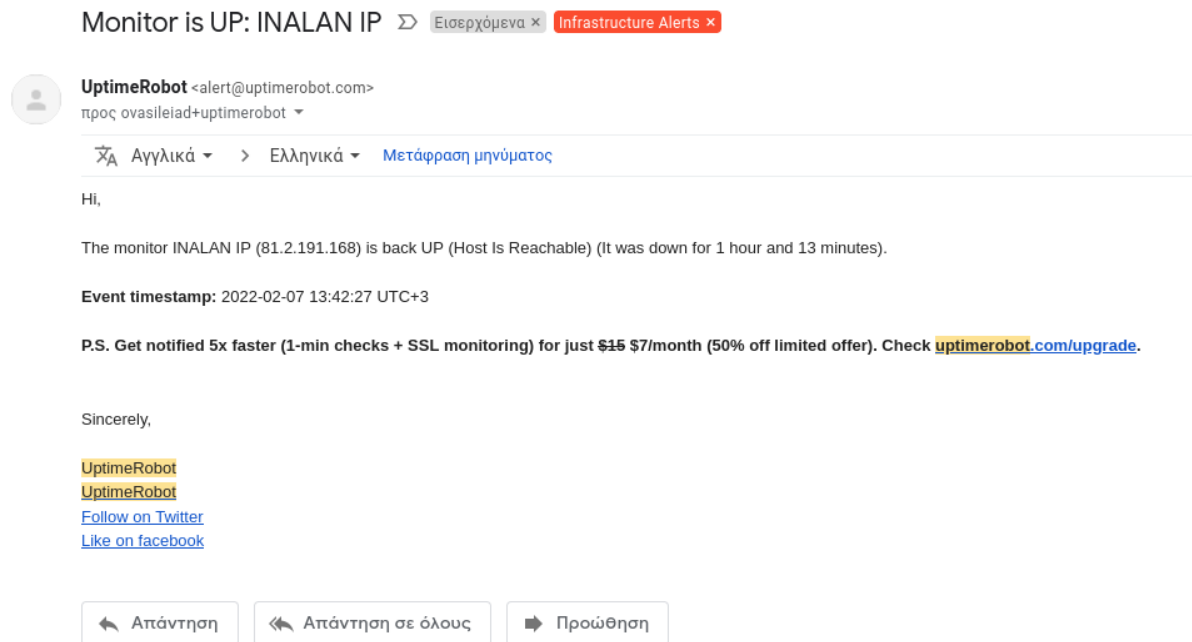 Monitor is UP: INALAN IP Εισερχόμενα × Infrastructure Alerts ×
UptimeRobot <alert@uptimerobot.com>
προς ovasileiad+uptimerobot
Αγγλικά > Ελληνικά Μετάφραση μηνύματος
Hi,
The monitor INALAN IP (81.2.191.168) is back UP (Host Is Reachable) (It was down for 1 hour and 13 minutes).
Event timestamp: 2022-02-07 13:42:27 UTC+3
P.S. Get notified 5x faster (1-min checks + SSL monitoring) for just $15 $7/month (50% off limited offer). Check uptimerobot.com/upgrade.
Sincerely,
UptimeRobot
UptimeRobot
Follow on Twitter
Like on facebook
Απάντηση Απάντηση σε όλους Προώθηση